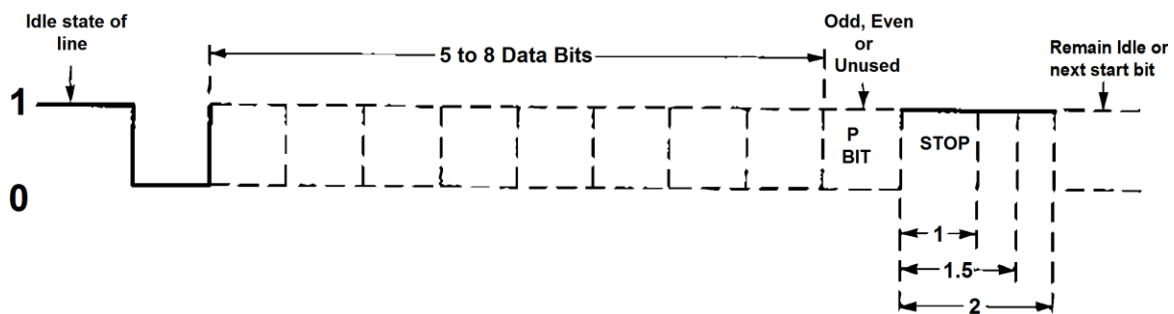 Idle state of
line
5 to 8 Data Bits
Odd, Even
or
Unused
Remain Idle or
next start bit
1
0
P
BIT
STOP
1
1.5
2